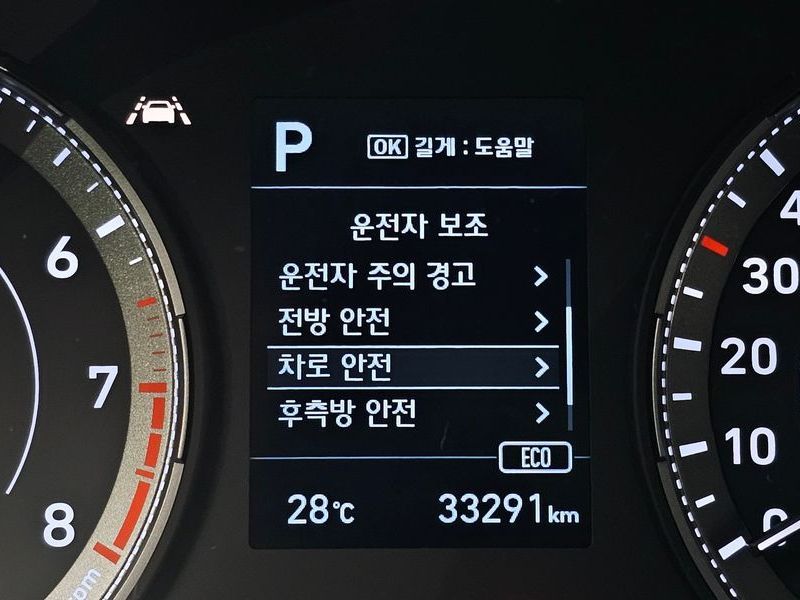 P
OK 길게 : 도움말
운전자 보조
운전자 주의 경고
전방 안전
차로 안전
후측방 안전
ECO
28℃
33291km
6
7
8
4
30
20
10
0